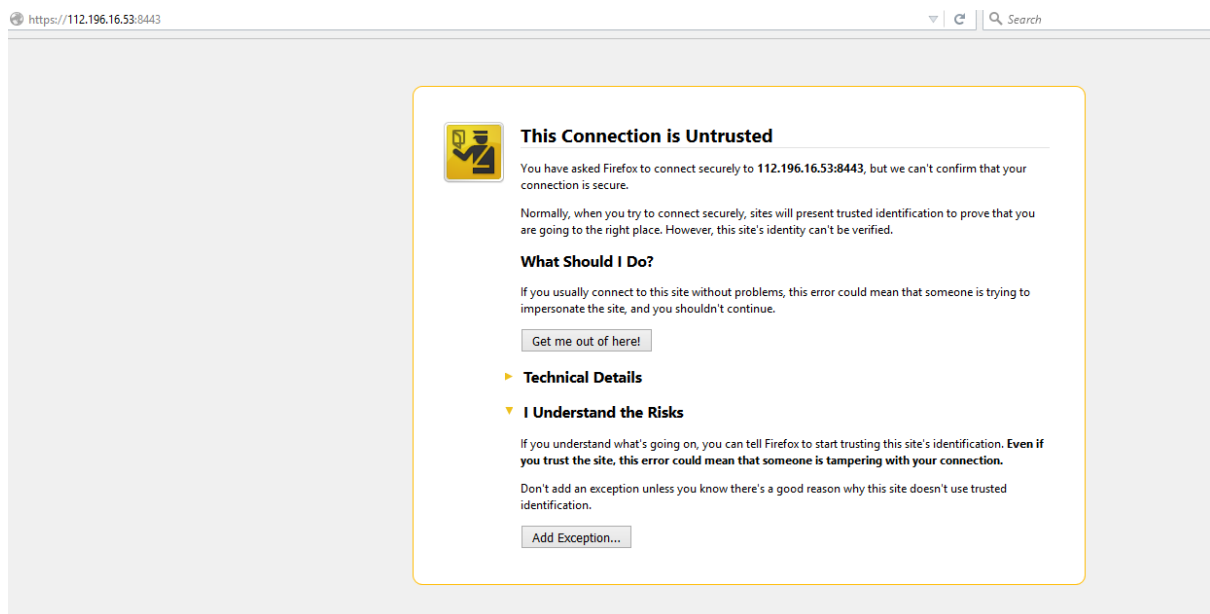 https://112.196.16.53:8443
Search
This Connection is Untrusted
You have asked Firefox to connect securely to 112.196.16.53:8443, but we can't confirm that your
connection is secure.
Normally, when you try to connect securely, sites will present trusted identification to prove that you
are going to the right place. However, this site's identity can't be verified.
What Should I Do?
If you usually connect to this site without problems, this error could mean that someone is trying to
impersonate the site, and you shouldn't continue.
Get me out of here!
Technical Details
I Understand the Risks
If you understand what's going on, you can tell Firefox to start trusting this site's identification. Even if
you trust the site, this error could mean that someone is tampering with your connection.
Don't add an exception unless you know there's a good reason why this site doesn't use trusted
identification.
Add Exception...